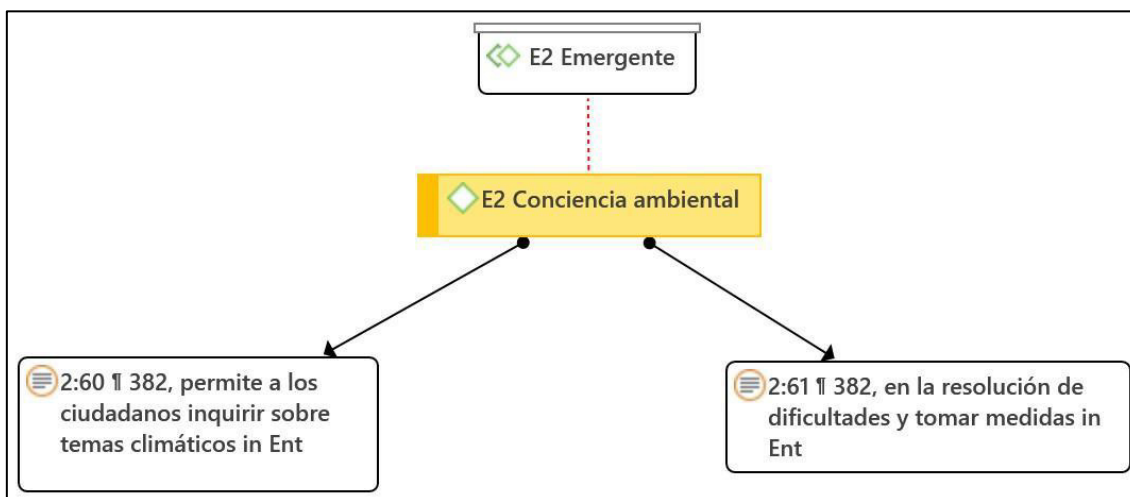 E2 Emergente
E2 Conciencia ambiental
2:60 ¶ 382, permite a los
ciudadanos inquirir sobre
temas climáticos in Ent
2:61 ¶ 382, en la resolución de
dificultades y tomar medidas in
Ent